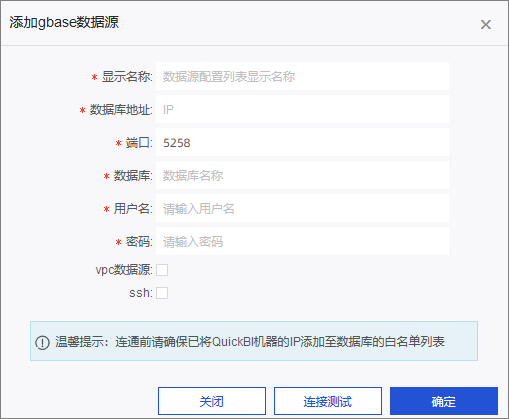 添加gbase数据源
* 显示名称: 数据源配置列表显示名称
* 数据库地址: IP
* 端口: 5258
* 数据库: 数据库名称
* 用户名: 请输入用户名
* 密码: 请输入密码
vpc数据源:
ssh:
温馨提示：连通前请确保已将QuickBI机器的IP添加至数据库的白名单列表
关闭 连接测试 确定